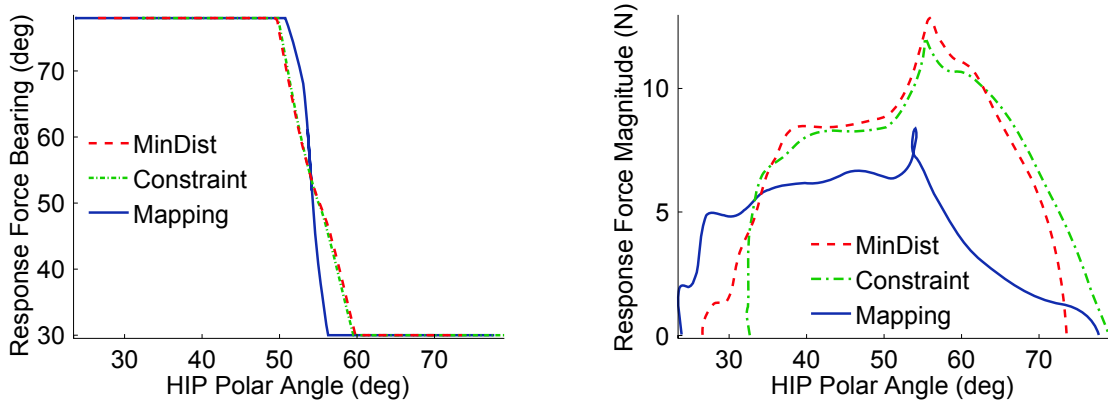 Response Force Bearing (deg)
70
60
50
40
30
MinDist
Constraint
Mapping
30 40 50 60 70
HIP Polar Angle (deg)
Response Force Magnitude (N)
10
5
0
MinDist
Constraint
Mapping
30 40 50 60 70
HIP Polar Angle (deg)